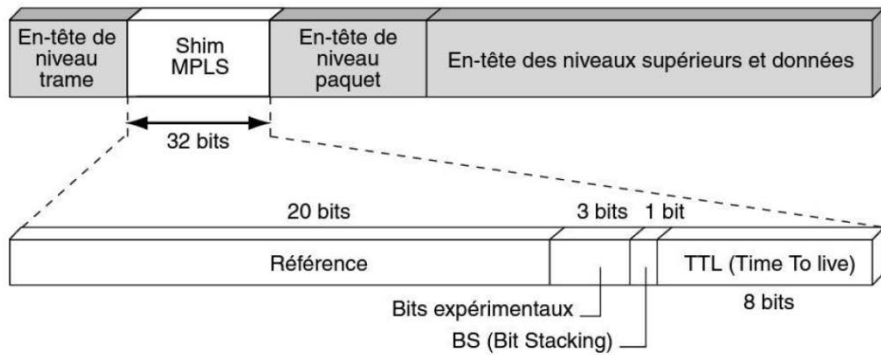 En-tête de
niveau
trame
Shim
MPLS
En-tête de
niveau
paquet
En-tête des niveaux supérieurs et données
32 bits
20 bits
3 bits
1 bit
Référence
TTL (Time To live)
Bits expérimentaux
8 bits
BS (Bit Stacking)